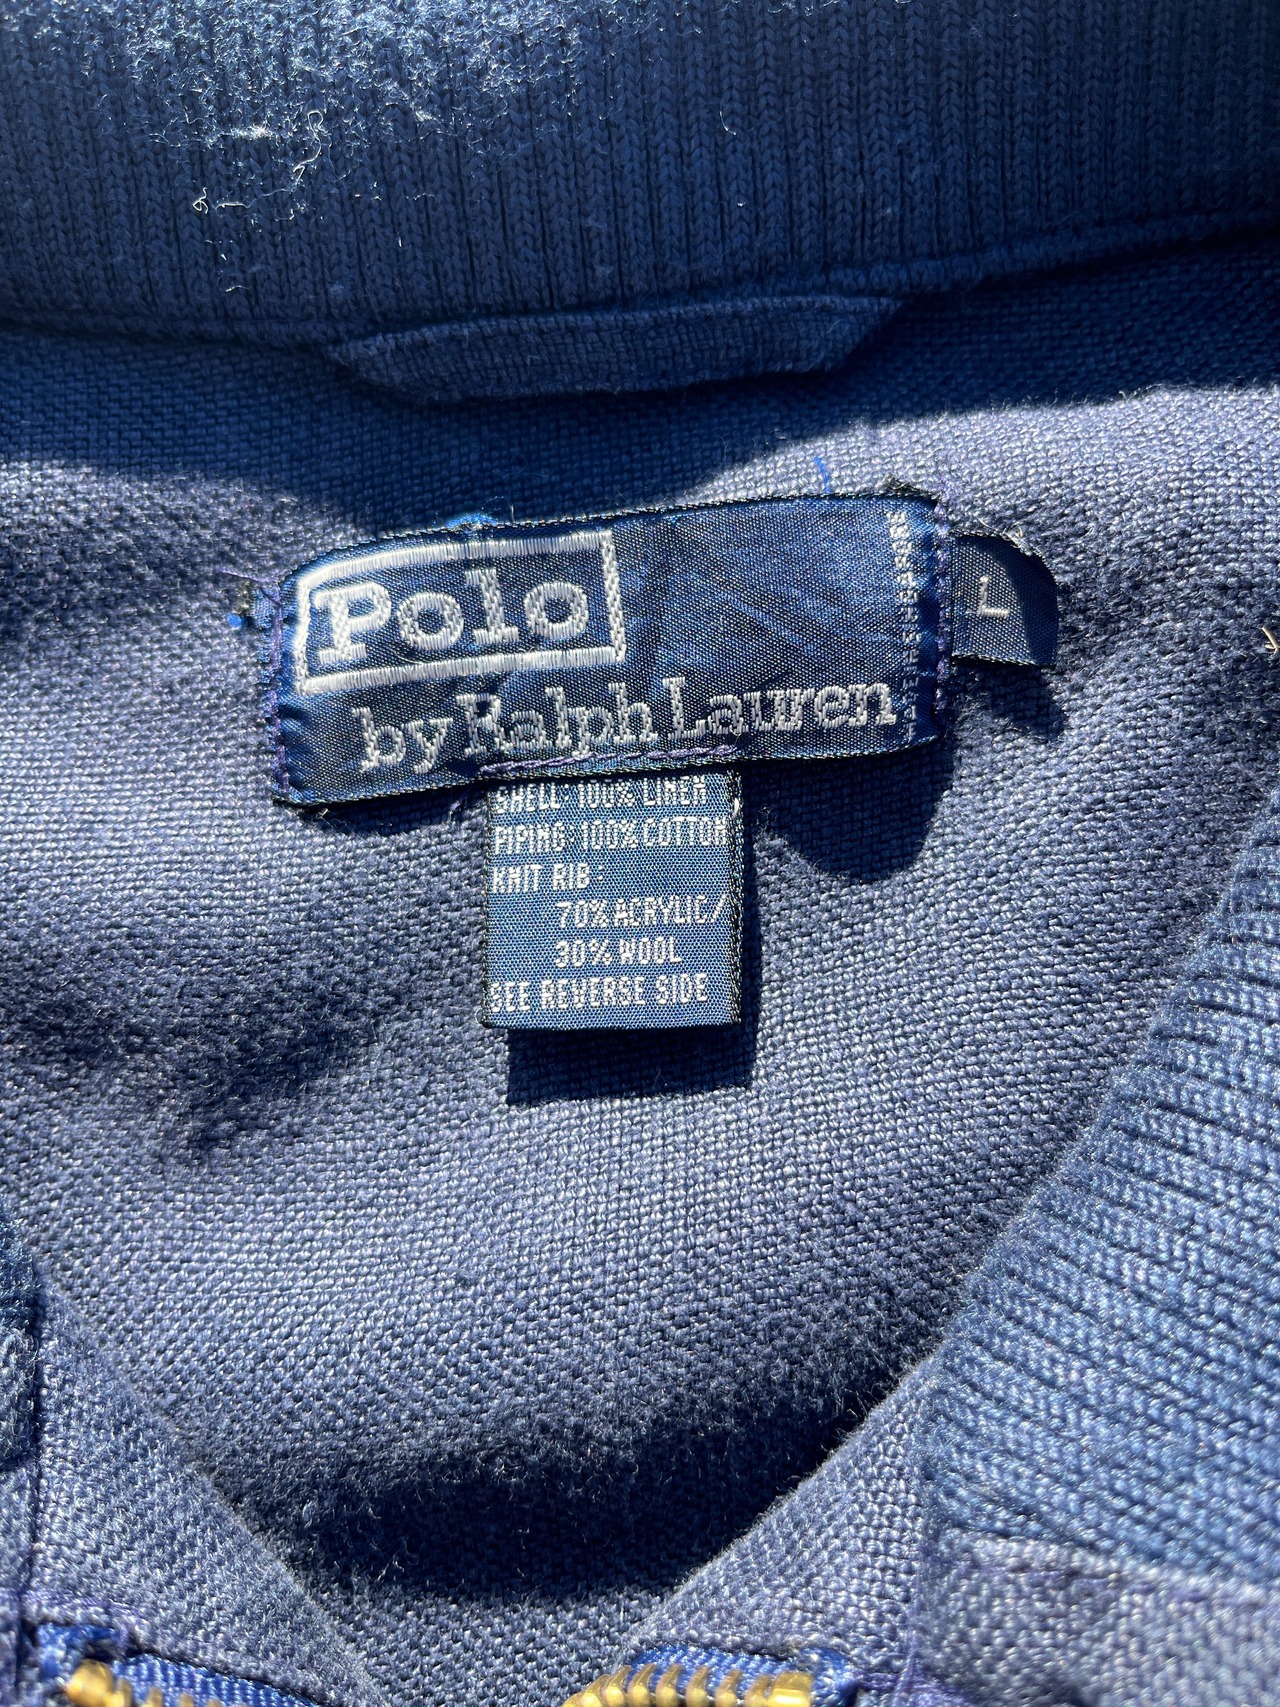 Polo
by Ralph Lauren
L
SHELL: 100% LINEN
PIPING: 100% COTTON
KNIT RIB:
70% ACRYLIC/
30% WOOL
SEE REVERSE SIDE